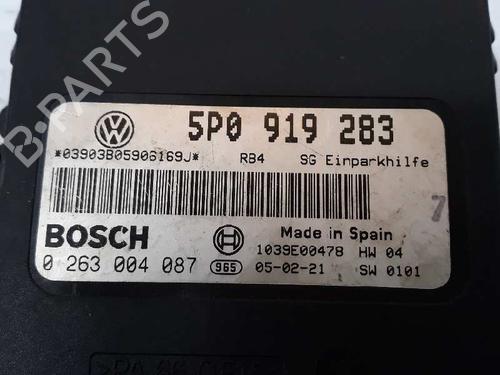 5P0 919 283
*03903B05906169J* RB4 SG Einparkhilfe
BOSCH
Made in Spain
1039E00478 HW 04
0 263 004 087 965 05-02-21 SW 0101
7
B-PARTS